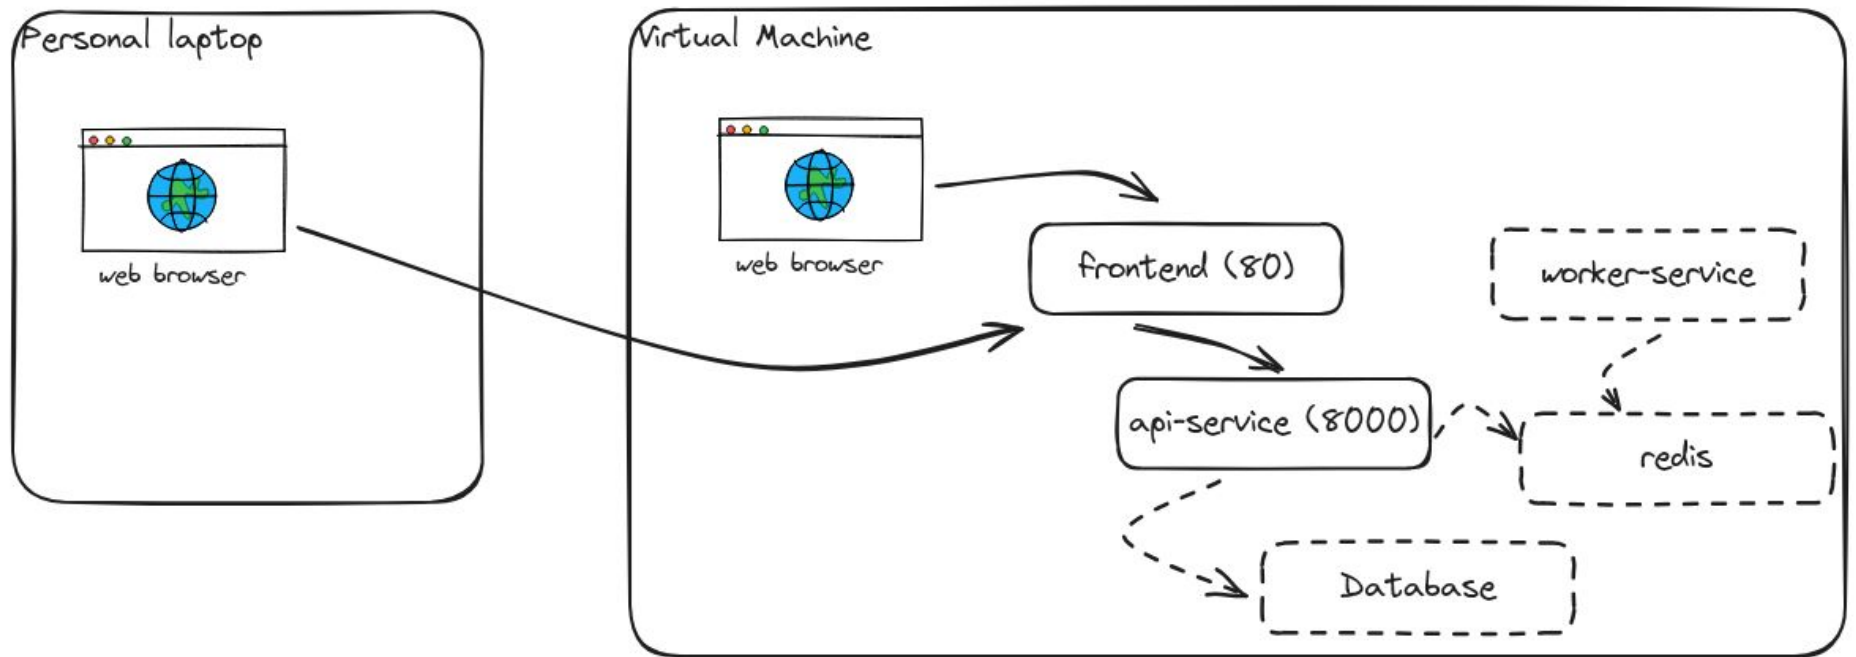 Personal laptop
web browser
Virtual Machine
web browser
frontend (80)
worker-service
api-service (8000)
redis
Database